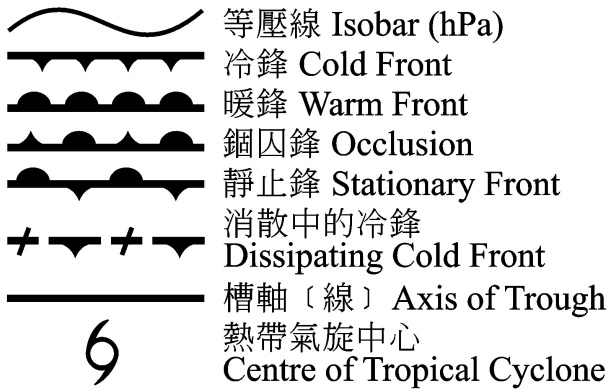 等壓線 Isobar (hPa)
冷鋒 Cold Front
暖鋒 Warm Front
錮囚鋒 Occlusion
靜止鋒 Stationary Front
消散中的冷鋒
Dissipating Cold Front
槽軸﹝線﹞Axis of Trough
熱帶氣旋中心
Centre of Tropical Cyclone